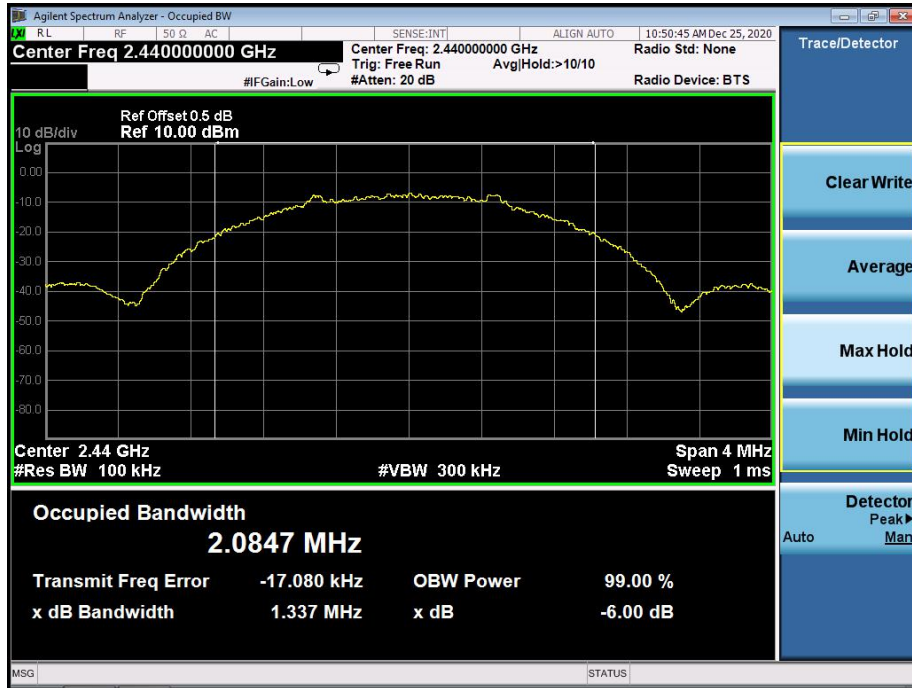 Agilent Spectrum Analyzer - Occupied BW
LXI RL RF 50 Ω AC SENSE:INT ALIGN AUTO 10:50:45 AM Dec 25, 2020
Center Freq 2.440000000 GHz
Center Freq: 2.440000000 GHz Radio Std: None
Trig: Free Run Avg|Hold:>10/10
#IFGain:Low #Atten: 20 dB Radio Device: BTS
Trace/Detector
Ref Offset 0.5 dB
10 dB/div Ref 10.00 dBm
Log
0.00
-10.0
-20.0
-30.0
-40.0
-50.0
-60.0
-70.0
-80.0
Center 2.44 GHz Span 4 MHz
#Res BW 100 kHz #VBW 300 kHz Sweep 1 ms
Occupied Bandwidth
2.0847 MHz
Transmit Freq Error -17.080 kHz OBW Power 99.00 %
x dB Bandwidth 1.337 MHz x dB -6.00 dB
Clear Write
Average
Max Hold
Min Hold
Detector
Peak▶
Auto Man
MSG STATUS